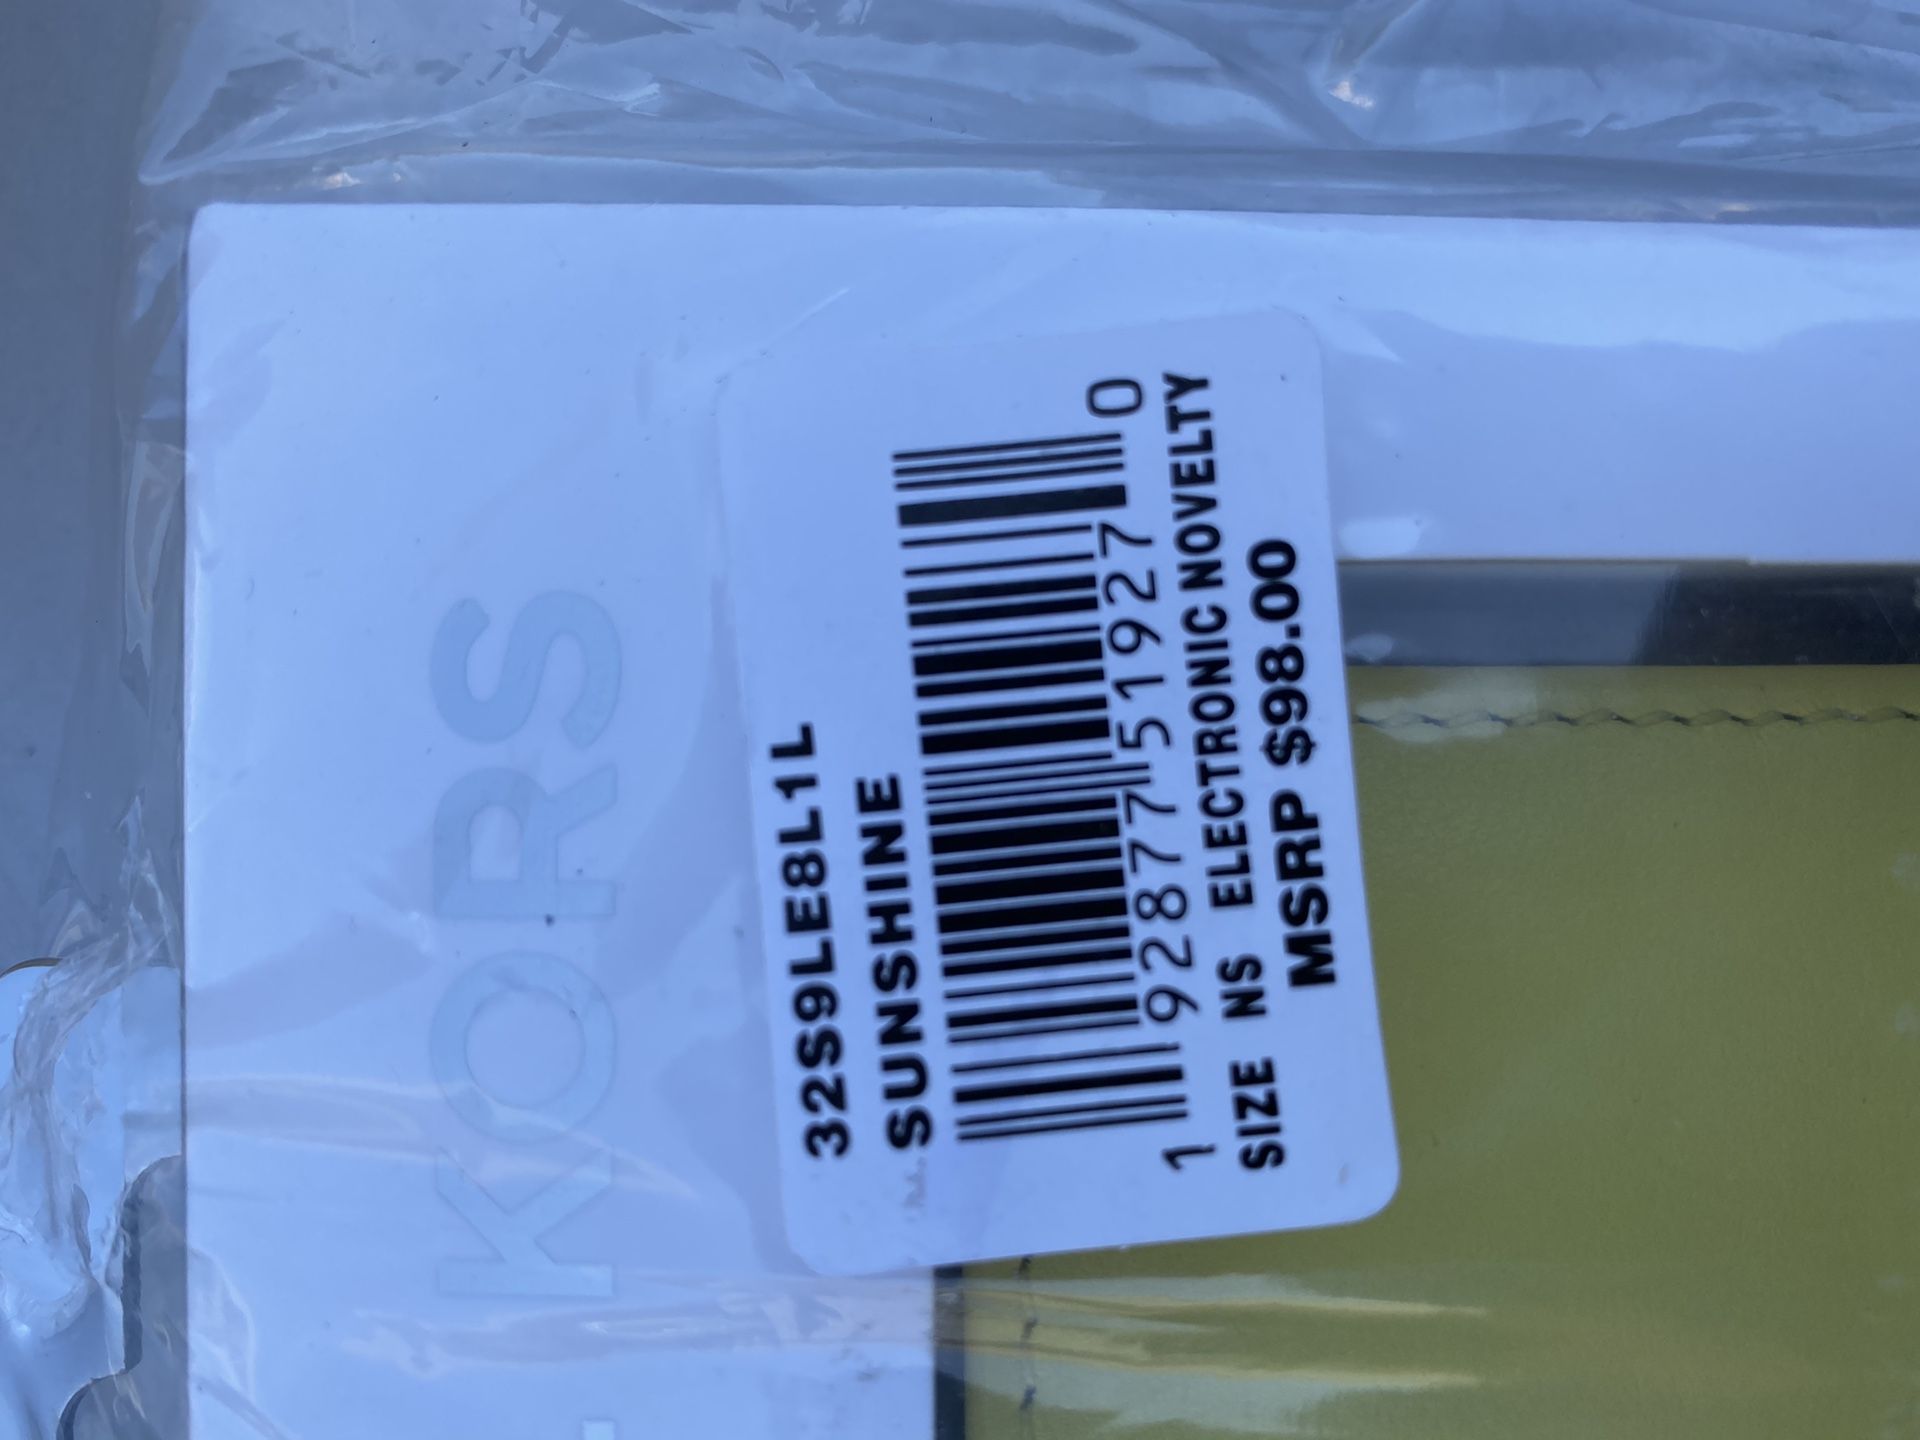 KORS
32S9LE8L1L
SUNSHINE
1 92877 51927 0
SIZE NS ELECTRONIC NOVELTY
MSRP $98.00